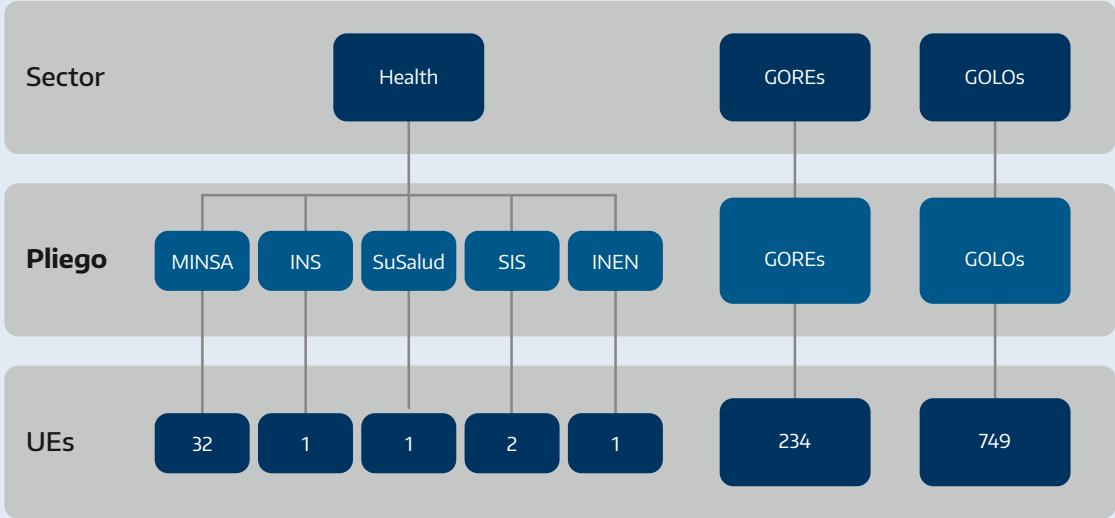 Sector
Health
GOREs
GOLOs
Pliego
MINSA
INS
SuSalud
SIS
INEN
GOREs
GOLOs
UEs
32
1
1
2
1
234
749